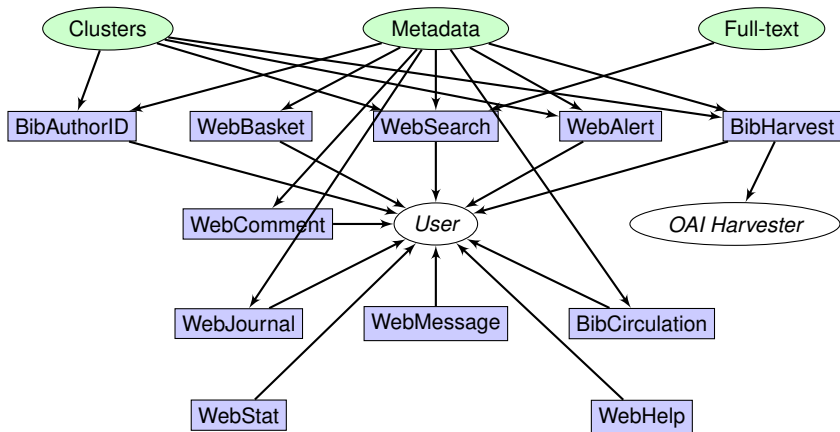 Clusters
Metadata
Full-text
BibAuthorID
WebBasket
WebSearch
WebAlert
BibHarvest
WebComment
User
OAI Harvester
WebJournal
WebMessage
BibCirculation
WebStat
WebHelp